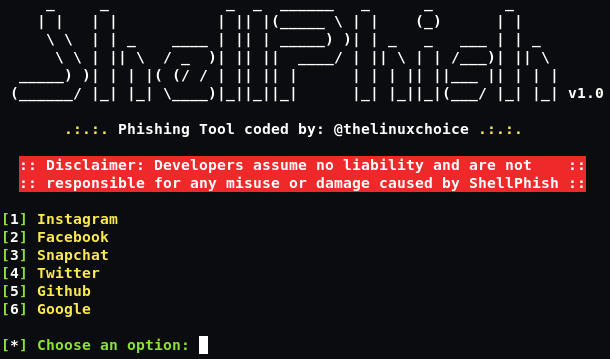 ShellPhish v1.0
.:.:. Phishing Tool coded by: @thelinuxchoice .:.:.
:: Disclaimer: Developers assume no liability and are not ::
:: responsible for any misuse or damage caused by ShellPhish ::
[1] Instagram
[2] Facebook
[3] Snapchat
[4] Twitter
[5] Github
[6] Google
[*] Choose an option: